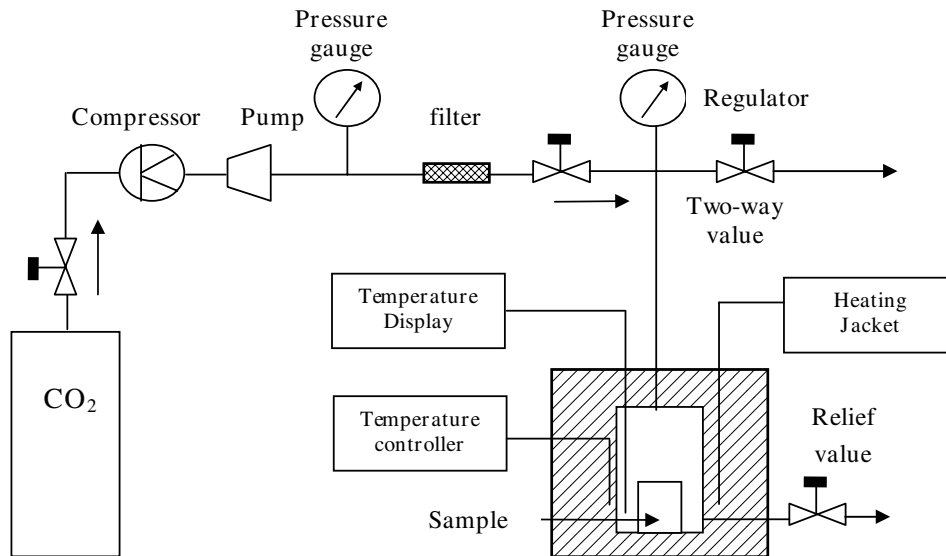 Pressure
gauge
Pressure
gauge
Compressor
Pump
filter
Regulator
Two-way
value
Temperature
Display
Heating
Jacket
CO₂
Temperature
controller
Relief
value
Sample